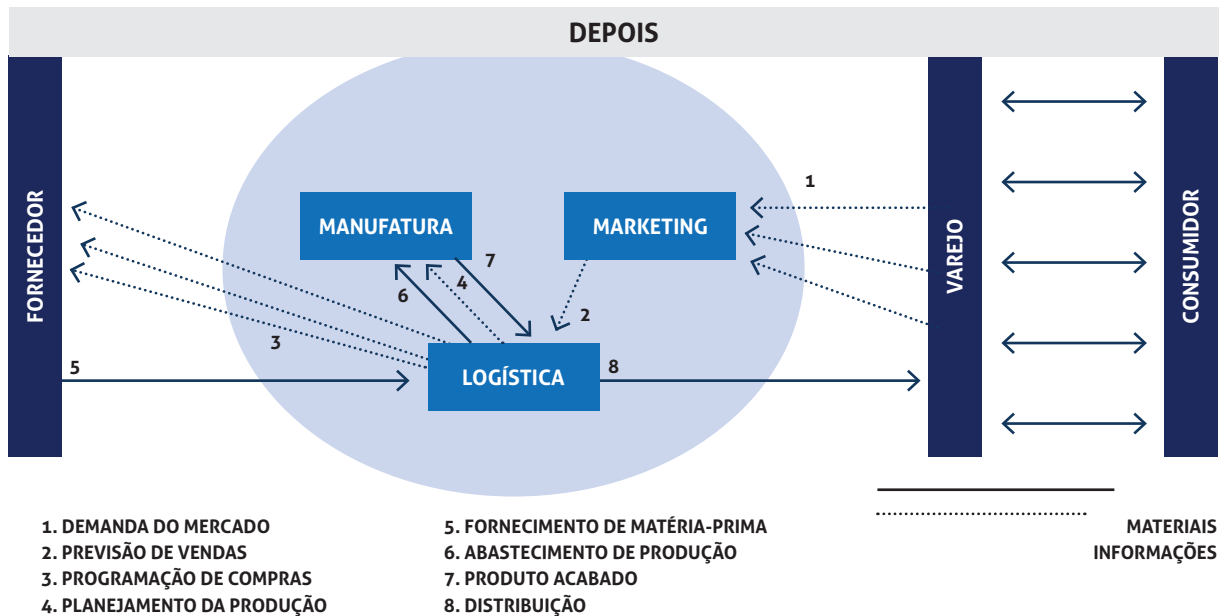 DEPOIS
FORNECEDOR
MANUFATURA
MARKETING
LOGÍSTICA
VAREJO
CONSUMIDOR
1
2
3
4
5
6
7
8
1. DEMANDA DO MERCADO
2. PREVISÃO DE VENDAS
3. PROGRAMAÇÃO DE COMPRAS
4. PLANEJAMENTO DA PRODUÇÃO
5. FORNECIMENTO DE MATÉRIA-PRIMA
6. ABASTECIMENTO DE PRODUÇÃO
7. PRODUTO ACABADO
8. DISTRIBUIÇÃO
MATERIAIS
INFORMAÇÕES